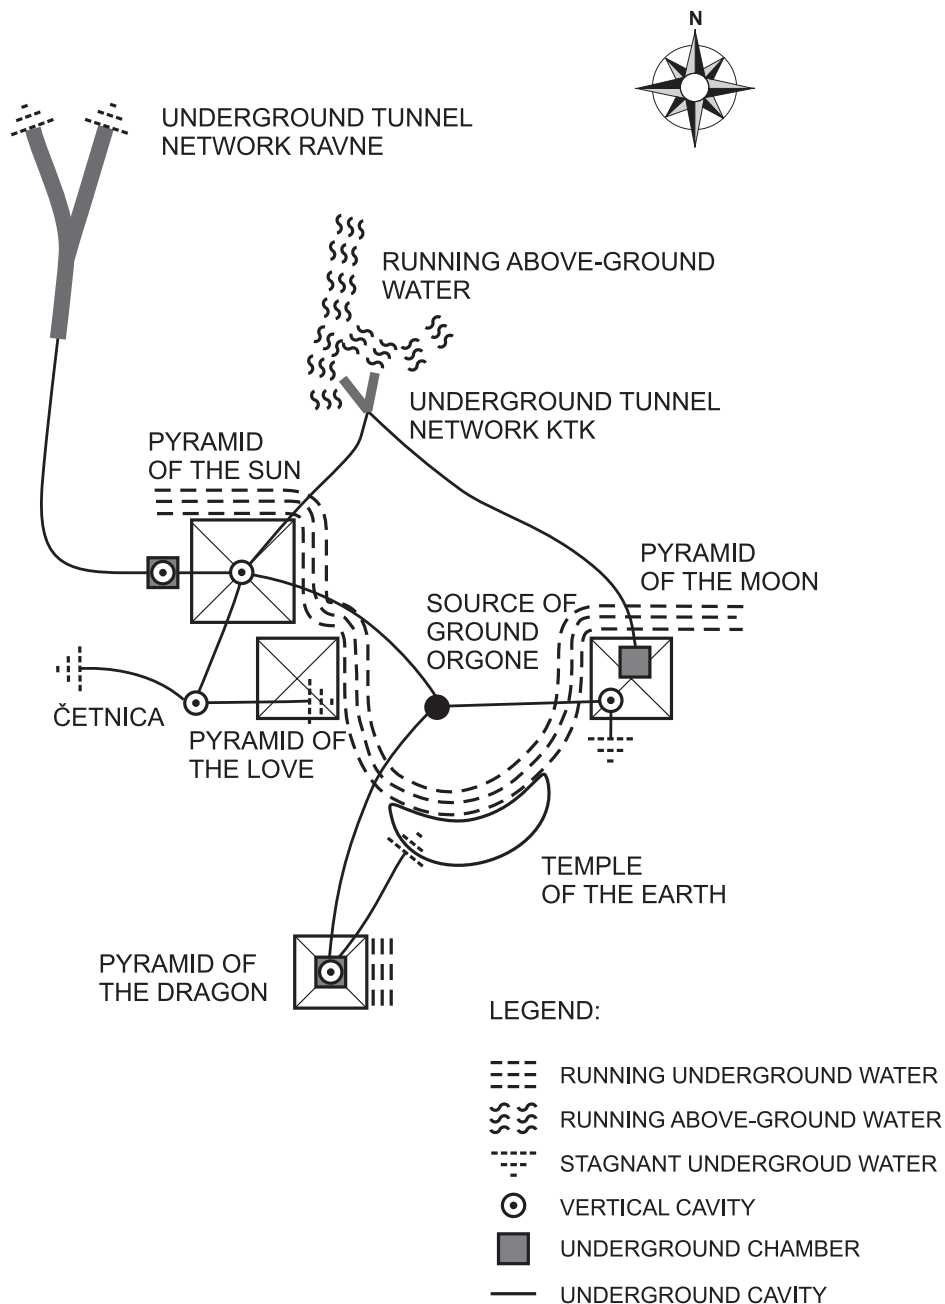 N
UNDERGROUND TUNNEL
NETWORK RAVNE
RUNNING ABOVE-GROUND
WATER
UNDERGROUND TUNNEL
NETWORK KTK
PYRAMID
OF THE SUN
PYRAMID
OF THE MOON
SOURCE OF
GROUND
ORGONE
ČETNICA
PYRAMID OF
THE LOVE
TEMPLE
OF THE EARTH
PYRAMID OF
THE DRAGON
LEGEND:
RUNNING UNDERGROUND WATER
RUNNING ABOVE-GROUND WATER
STAGNANT UNDERGROUD WATER
VERTICAL CAVITY
UNDERGROUND CHAMBER
UNDERGROUND CAVITY